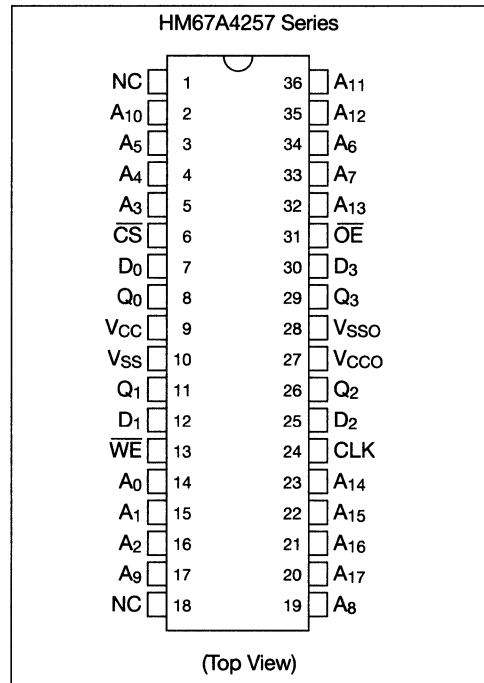 HM67A4257 Series
NC 1 36 A11
A10 2 35 A12
A5 3 34 A6
A4 4 33 A7
A3 5 32 A13
C̅S̅ 6 31 O̅E̅
D0 7 30 D3
Q0 8 29 Q3
VCC 9 28 VSSO
VSS 10 27 VCCO
Q1 11 26 Q2
D1 12 25 D2
W̅E̅ 13 24 CLK
A0 14 23 A14
A1 15 22 A15
A2 16 21 A16
A9 17 20 A17
NC 18 19 A8
(Top View)